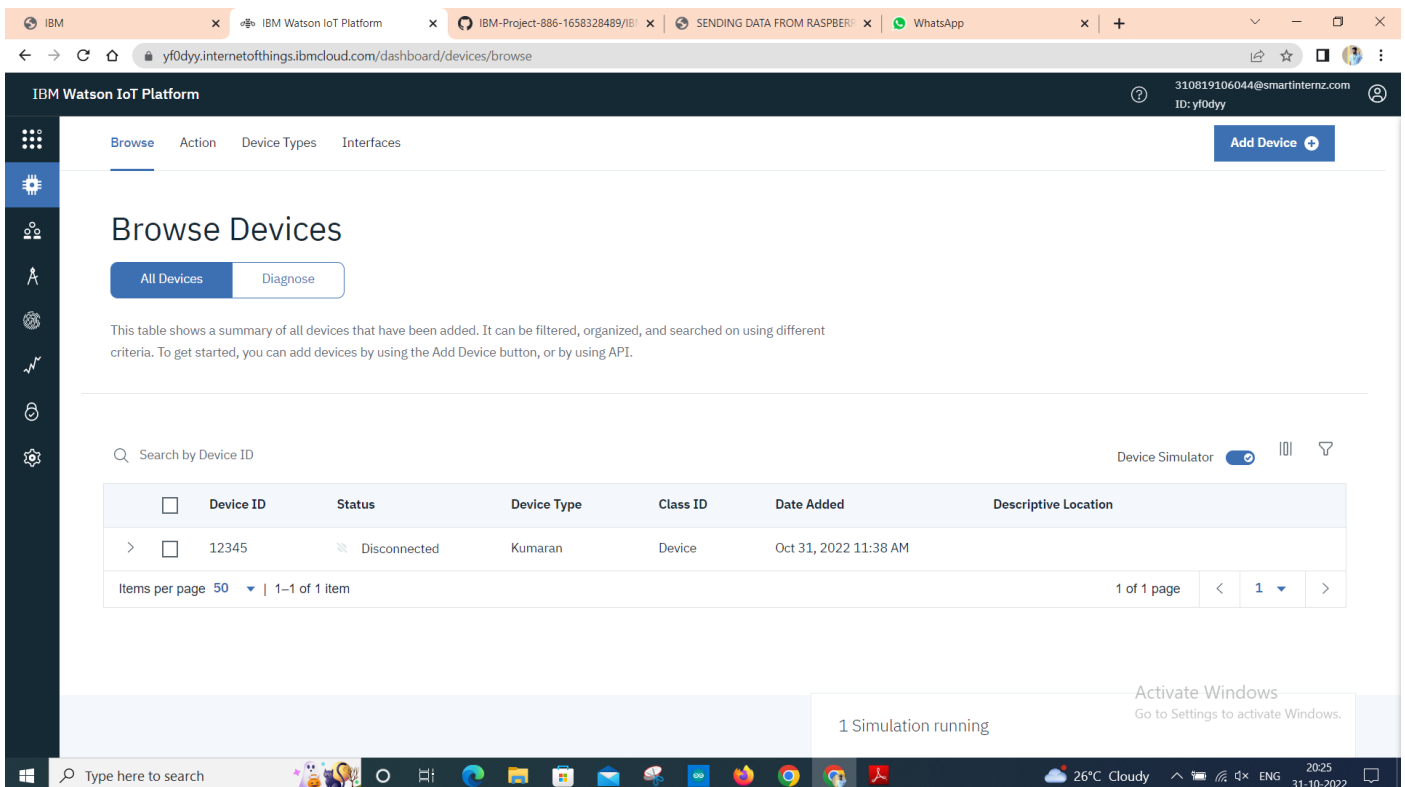 IBM
IBM Watson IoT Platform
IBM-Project-886-1658328489/IB
SENDING DATA FROM RASPBERR
WhatsApp
yf0dyy.internetofthings.ibmcloud.com/dashboard/devices/browse
IBM Watson IoT Platform
310819106044@smartinternz.com
ID: yf0dyy
Browse Action Device Types Interfaces
Add Device
Browse Devices
All Devices Diagnose
This table shows a summary of all devices that have been added. It can be filtered, organized, and searched on using different
criteria. To get started, you can add devices by using the Add Device button, or by using API.
Search by Device ID
Device Simulator
Device ID Status Device Type Class ID Date Added Descriptive Location
12345 Disconnected Kumaran Device Oct 31, 2022 11:38 AM
Items per page 50 | 1–1 of 1 item
1 of 1 page 1
Activate Windows
Go to Settings to activate Windows.
1 Simulation running
Type here to search
26°C Cloudy
ENG
20:25
31-10-2022